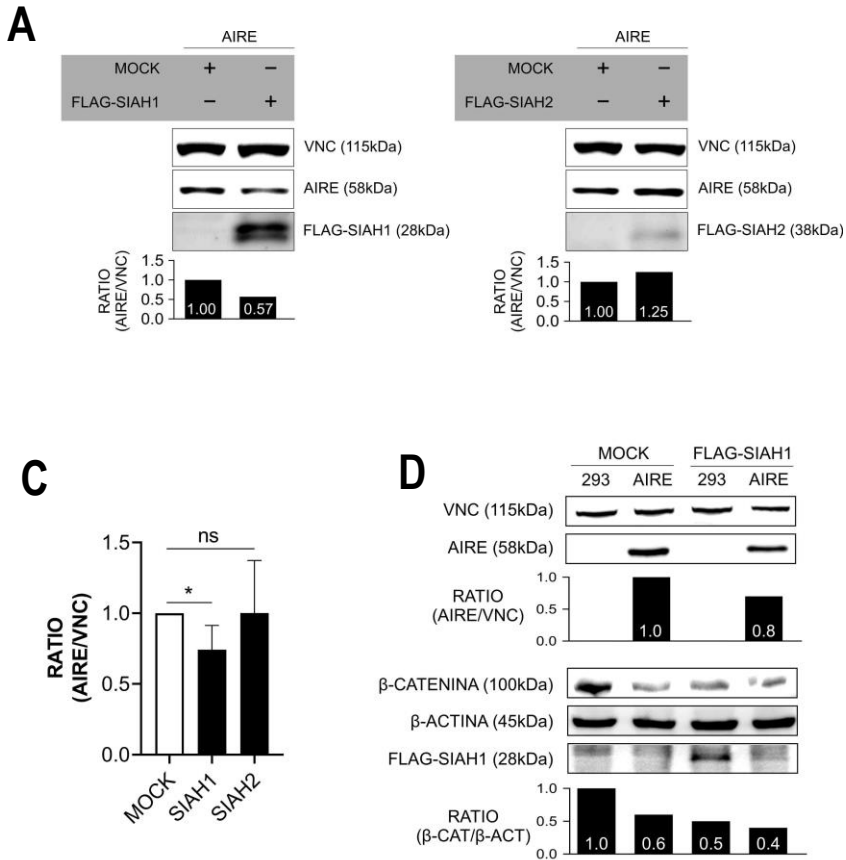 A
AIRE
MOCK + −
FLAG-SIAH1 − +
VNC (115kDa)
AIRE (58kDa)
FLAG-SIAH1 (28kDa)
RATIO
(AIRE/VNC)
1.5
1.0
0.5
0.0
1.00 0.57
AIRE
MOCK + −
FLAG-SIAH2 − +
VNC (115kDa)
AIRE (58kDa)
FLAG-SIAH2 (38kDa)
RATIO
(AIRE/VNC)
1.5
1.0
0.5
0.0
1.00 1.25
C
RATIO
(AIRE/VNC)
1.5
1.0
0.5
0.0
ns
*
MOCK SIAH1 SIAH2
D
MOCK FLAG-SIAH1
293 AIRE 293 AIRE
VNC (115kDa)
AIRE (58kDa)
RATIO
(AIRE/VNC)
1.0
0.5
0.0
1.0 0.8
β-CATENINA (100kDa)
β-ACTINA (45kDa)
FLAG-SIAH1 (28kDa)
RATIO
(β-CAT/β-ACT)
1.0
0.5
0.0
1.0 0.6 0.5 0.4